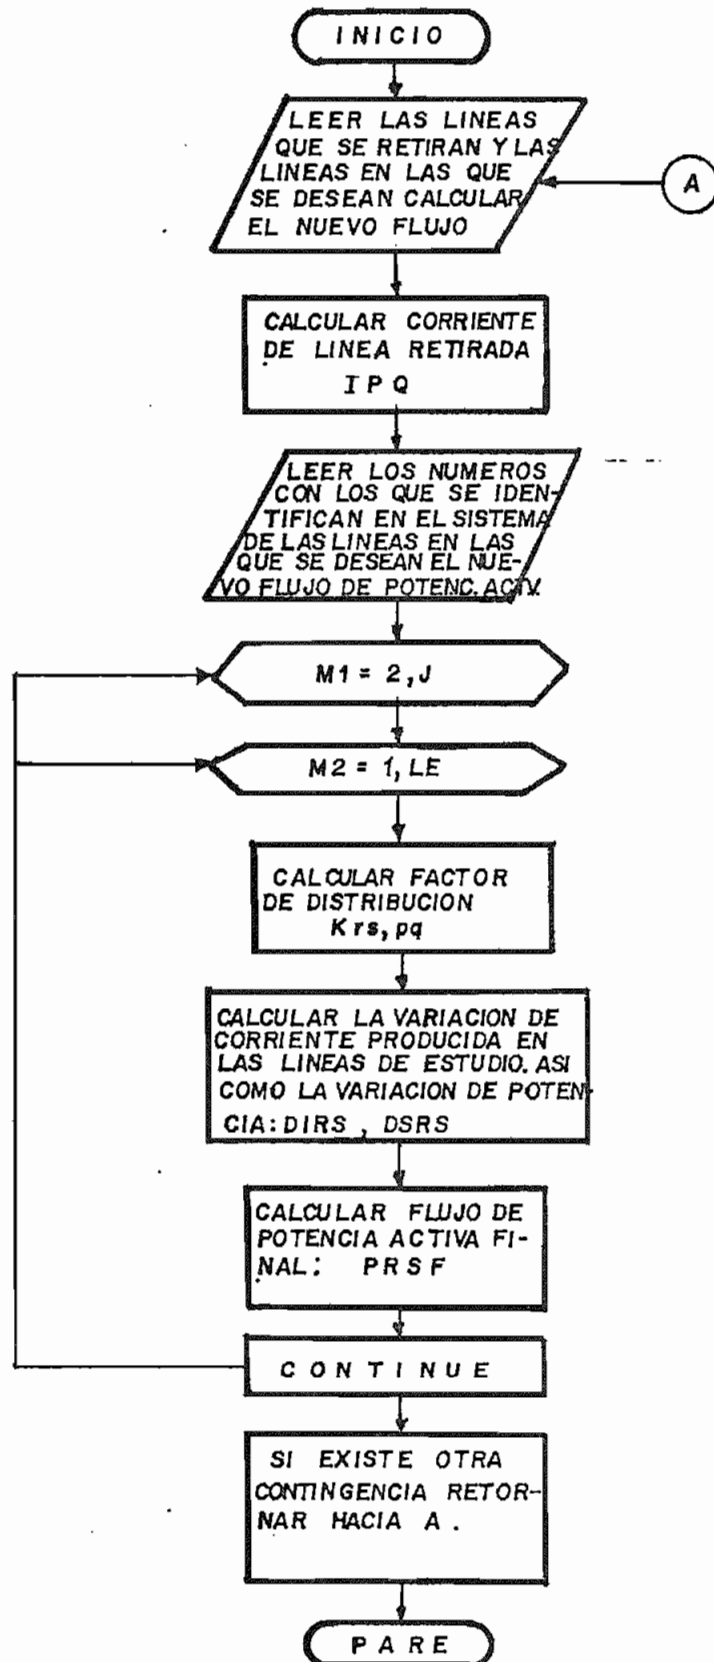 INICIO
LEER LAS LINEAS
QUE SE RETIRAN Y LAS
LINEAS EN LAS QUE
SE DESEAN CALCULAR
EL NUEVO FLUJO
A
CALCULAR CORRIENTE
DE LINEA RETIRADA
IPQ
LEER LOS NUMEROS
CON LOS QUE SE IDEN-
TIFICAN EN EL SISTEMA
DE LAS LINEAS EN LAS
QUE SE DESEAN EL NUE-
VO FLUJO DE POTENC. ACTV.
M1 = 2, J
M2 = 1, LE
CALCULAR FACTOR
DE DISTRIBUCION
Krs, pq
CALCULAR LA VARIACION DE
CORRIENTE PRODUCIDA EN
LAS LINEAS DE ESTUDIO. ASI
COMO LA VARIACION DE POTEN-
CIA: DIRS , DSRS
CALCULAR FLUJO DE
POTENCIA ACTIVA FI-
NAL: PRSF
CONTINUE
SI EXISTE OTRA
CONTINGENCIA RETOR-
NAR HACIA A .
PARE